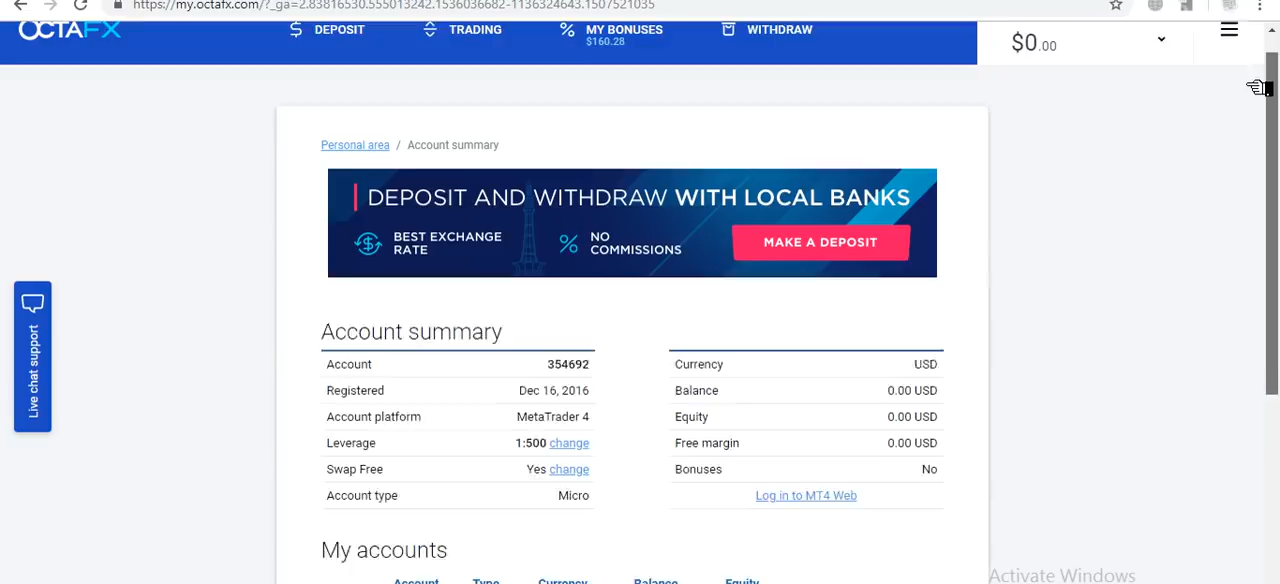 https://my.octafx.com/?_ga=2.83816530.555013242.1536036682-1136324643.1507521035
OCTAFX
DEPOSIT
TRADING
MY BONUSES
$160.28
WITHDRAW
$0.00
Personal area / Account summary
DEPOSIT AND WITHDRAW WITH LOCAL BANKS
BEST EXCHANGE
RATE
NO
COMMISSIONS
MAKE A DEPOSIT
Live chat support
Account summary
Account 354692
Registered Dec 16, 2016
Account platform MetaTrader 4
Leverage 1:500 change
Swap Free Yes change
Account type Micro
Currency USD
Balance 0.00 USD
Equity 0.00 USD
Free margin 0.00 USD
Bonuses No
Log in to MT4 Web
My accounts
Account Type Currency Balance Equity
Activate Windows